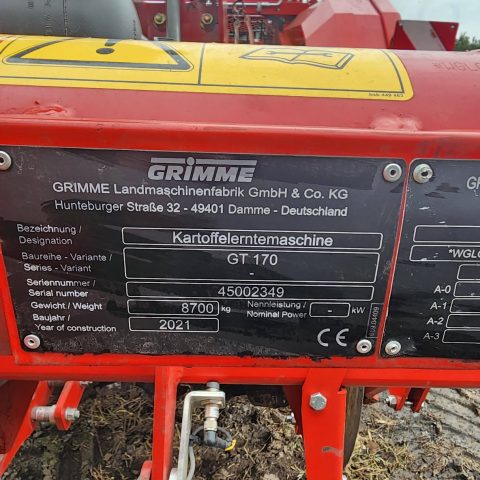 GRIMME
GRIMME Landmaschinenfabrik GmbH & Co. KG
Hunteburger Straße 32 - 49401 Damme - Deutschland
Bezeichnung / Designation Kartoffelerntemaschine
Baureihe - Variante / Series - Variant GT 170 -
Seriennummer / Serial number 45002349
Gewicht / Weight 8700 kg Nennleistung / Nominal Power - kW
Baujahr / Year of construction 2021
CE
*WGLO
A-0
A-1
A-2
A-3